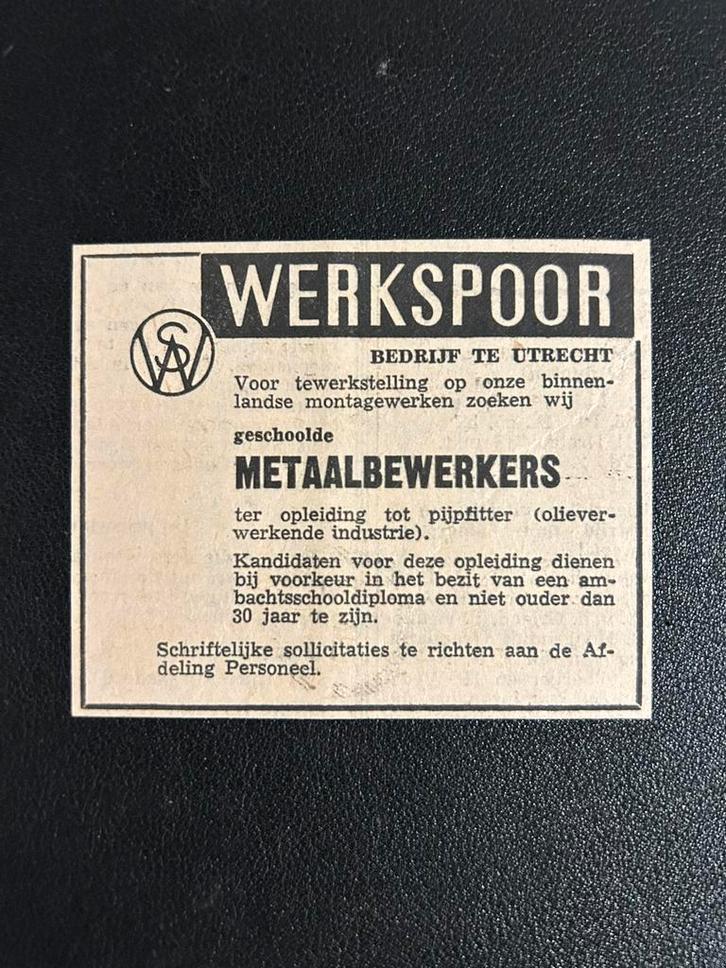 WERKSPOOR
WS
BEDRIJF TE UTRECHT
Voor tewerkstelling op onze binnen-
landse montagewerken zoeken wij
geschoolde
METAALBEWERKERS
ter opleiding tot pijpfitter (oliever-
werkende industrie).
Kandidaten voor deze opleiding dienen
bij voorkeur in het bezit van een am-
bachtsschooldiploma en niet ouder dan
30 jaar te zijn.
Schriftelijke sollicitaties te richten aan de Af-
deling Personeel.